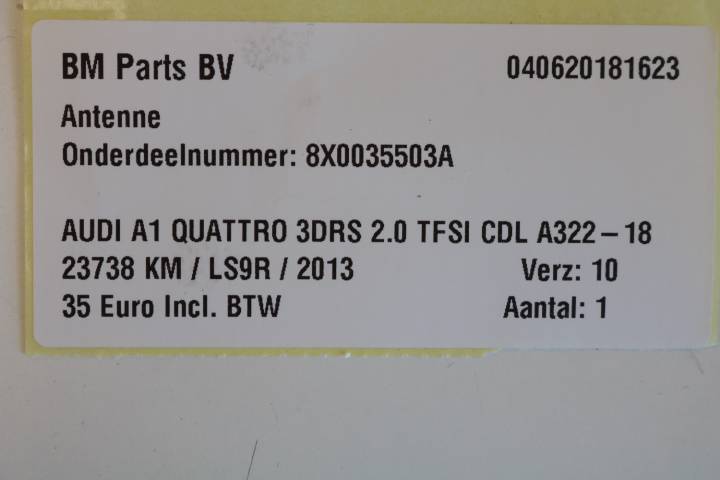 BM Parts BV 040620181623
Antenne
Onderdeelnummer: 8X0035503A
AUDI A1 QUATTRO 3DRS 2.0 TFSI CDL A322-18
23738 KM / LS9R / 2013 Verz: 10
35 Euro Incl. BTW Aantal: 1